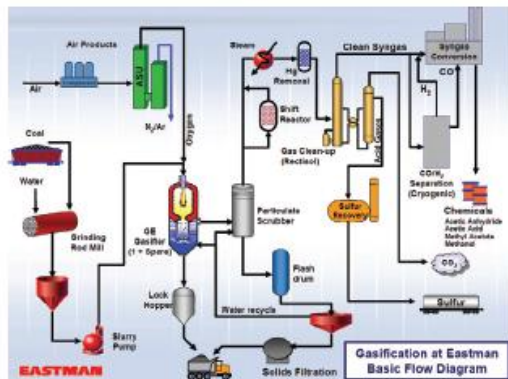 Air Products
Air
ASU
N₂/Ar
Oxygen
Coal
Water
Grinding
Rod Mill
Slurry
Pump
GE
Gasifier
(1 + Spare)
Lock
Hopper
Steam
Hg
Removal
Shift
Reactor
Particulate
Scrubber
Flash
drum
Water recycle
Solids Filtration
Clean Syngas
Gas Clean-up
(Rectisol)
Acid Gases
Sulfur
Recovery
Syngas
Conversion
CO
H₂
CO/H₂
Separation
(Cryogenic)
Chemicals
Acetic Anhydride
Acetic Acid
Methyl Acetate
Methanol
CO₂
Sulfur
EASTMAN
Gasification at Eastman
Basic Flow Diagram